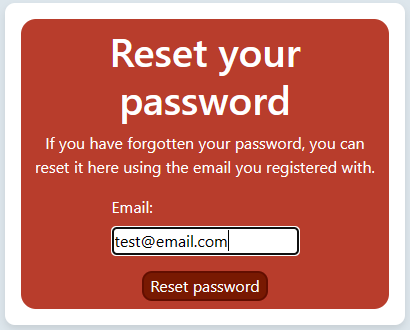 Reset your
password
If you have forgotten your password, you can
reset it here using the email you registered with.
Email:
test@email.com
Reset password